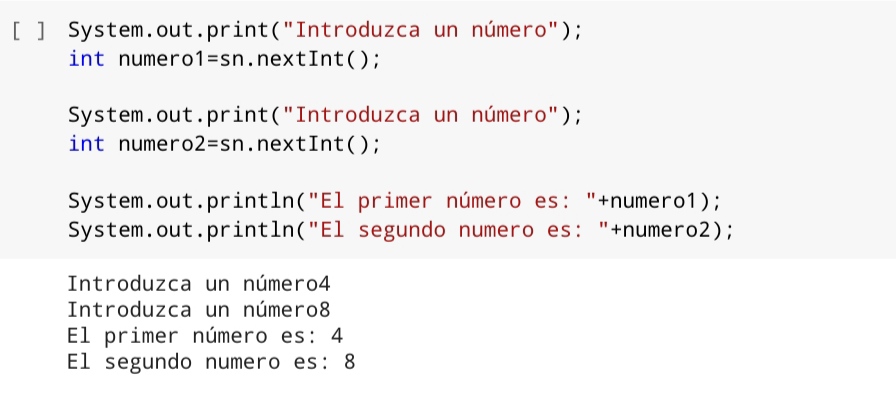 [ ] System.out.print("Introduzca un número");
int numero1=sn.nextInt();
System.out.print("Introduzca un número");
int numero2=sn.nextInt();
System.out.println("El primer número es: "+numero1);
System.out.println("El segundo numero es: "+numero2);
Introduzca un número4
Introduzca un número8
El primer número es: 4
El segundo numero es: 8